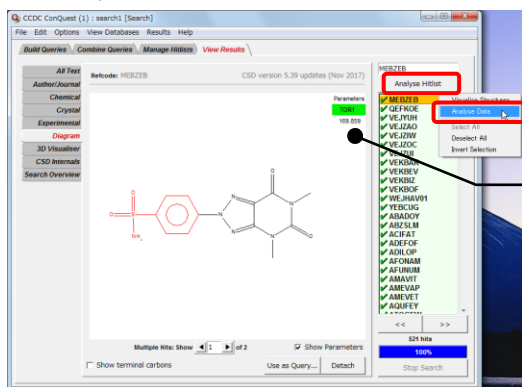 CCDC ConQuest (1) : search1 [Search]
File Edit Options View Databases Results Help
Build Queries Combine Queries Manage Hitlists View Results
All Text
Author/Journal
Chemical
Crystal
Experimental
Diagram
3D Visualiser
CSD Internals
Search Overview
Refcode: MEBZEB CSD version 5.39 updates (Nov 2017)
Parameters
TOR1
169.859
O
O
S
NH₂
N
N
N
N
N
O
O
Multiple Hits: Show 1 of 2
Show Parameters
Show terminal carbons
Use as Query...
Detach
MEBZEB
Analyse Hitlist
MEBZEB
QEFKOE
VEJYUH
VEJZAO
VEJZIW
VEJZOC
VEJZUI
VEKBAR
VEKBEV
VEKBIZ
VEKBOF
WEJHAV01
YEBCUG
ABADOY
ABZSLM
ACIFAT
ADEFOF
ADILOP
AFONAM
AFUNUM
AMAVIT
AMEVAP
AMEVET
AQUFEY
Visualise Structures
Analyse Data
Select All
Deselect All
Invert Selection
<< >>
521 hits
100%
Stop Search